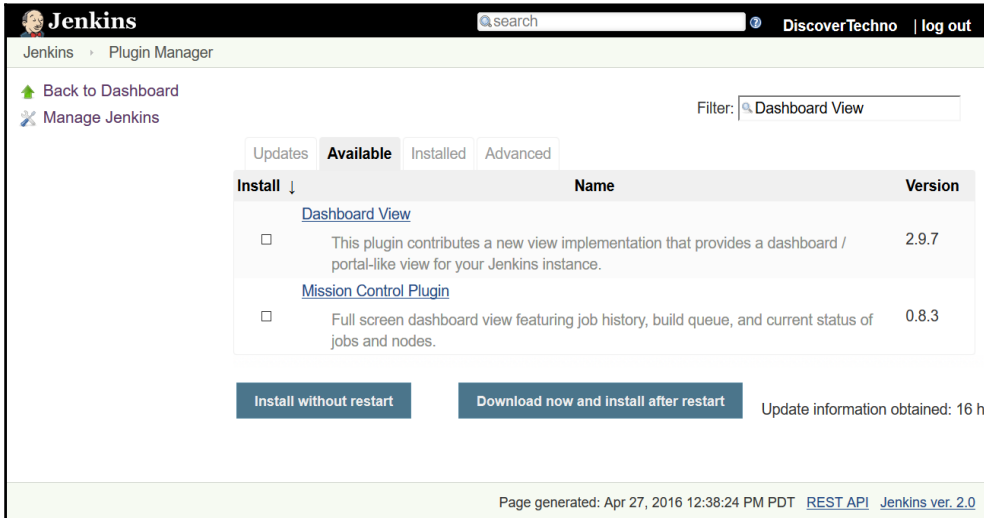 Jenkins
search
DiscoverTechno | log out
Jenkins Plugin Manager
Back to Dashboard
Manage Jenkins
Filter: Dashboard View
Updates Available Installed Advanced
Install ↓ Name Version
Dashboard View
This plugin contributes a new view implementation that provides a dashboard /
portal-like view for your Jenkins instance.
2.9.7
Mission Control Plugin
Full screen dashboard view featuring job history, build queue, and current status of
jobs and nodes.
0.8.3
Install without restart
Download now and install after restart
Update information obtained: 16 h
Page generated: Apr 27, 2016 12:38:24 PM PDT REST API Jenkins ver. 2.0